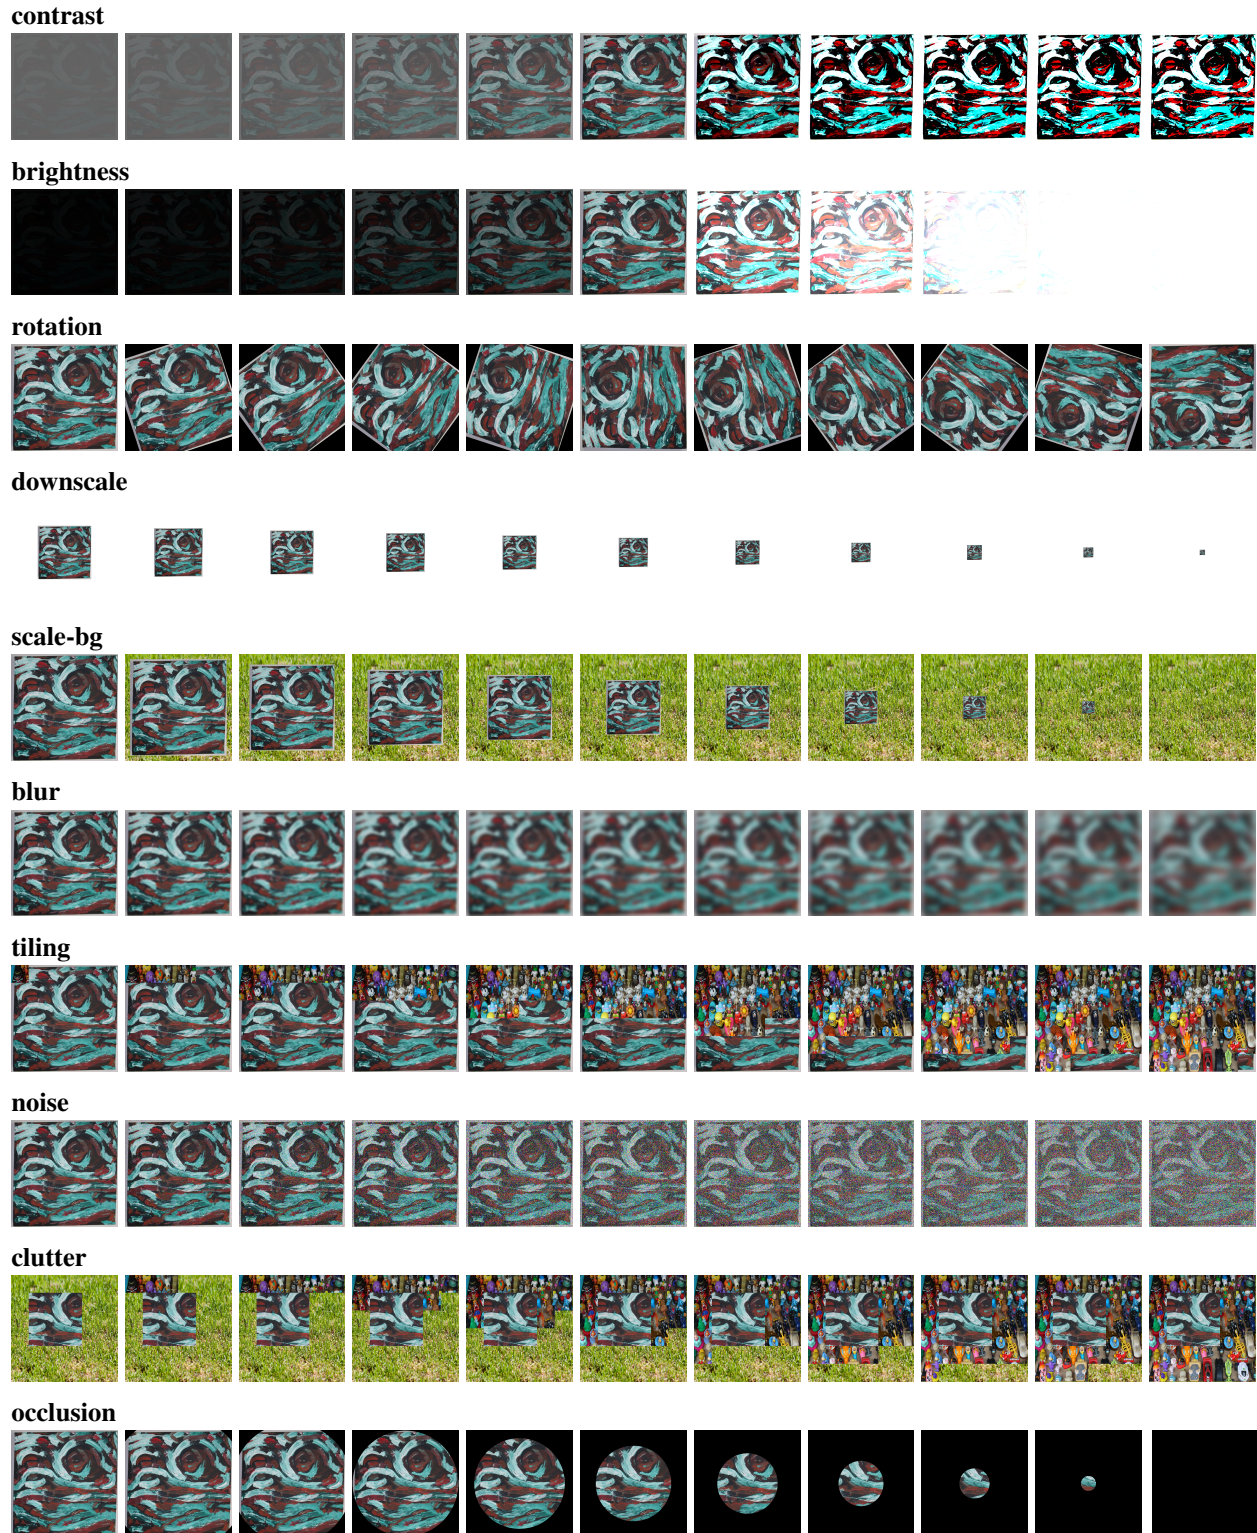 contrast
brightness
rotation
downscale
scale-bg
blur
tiling
noise
clutter
occlusion